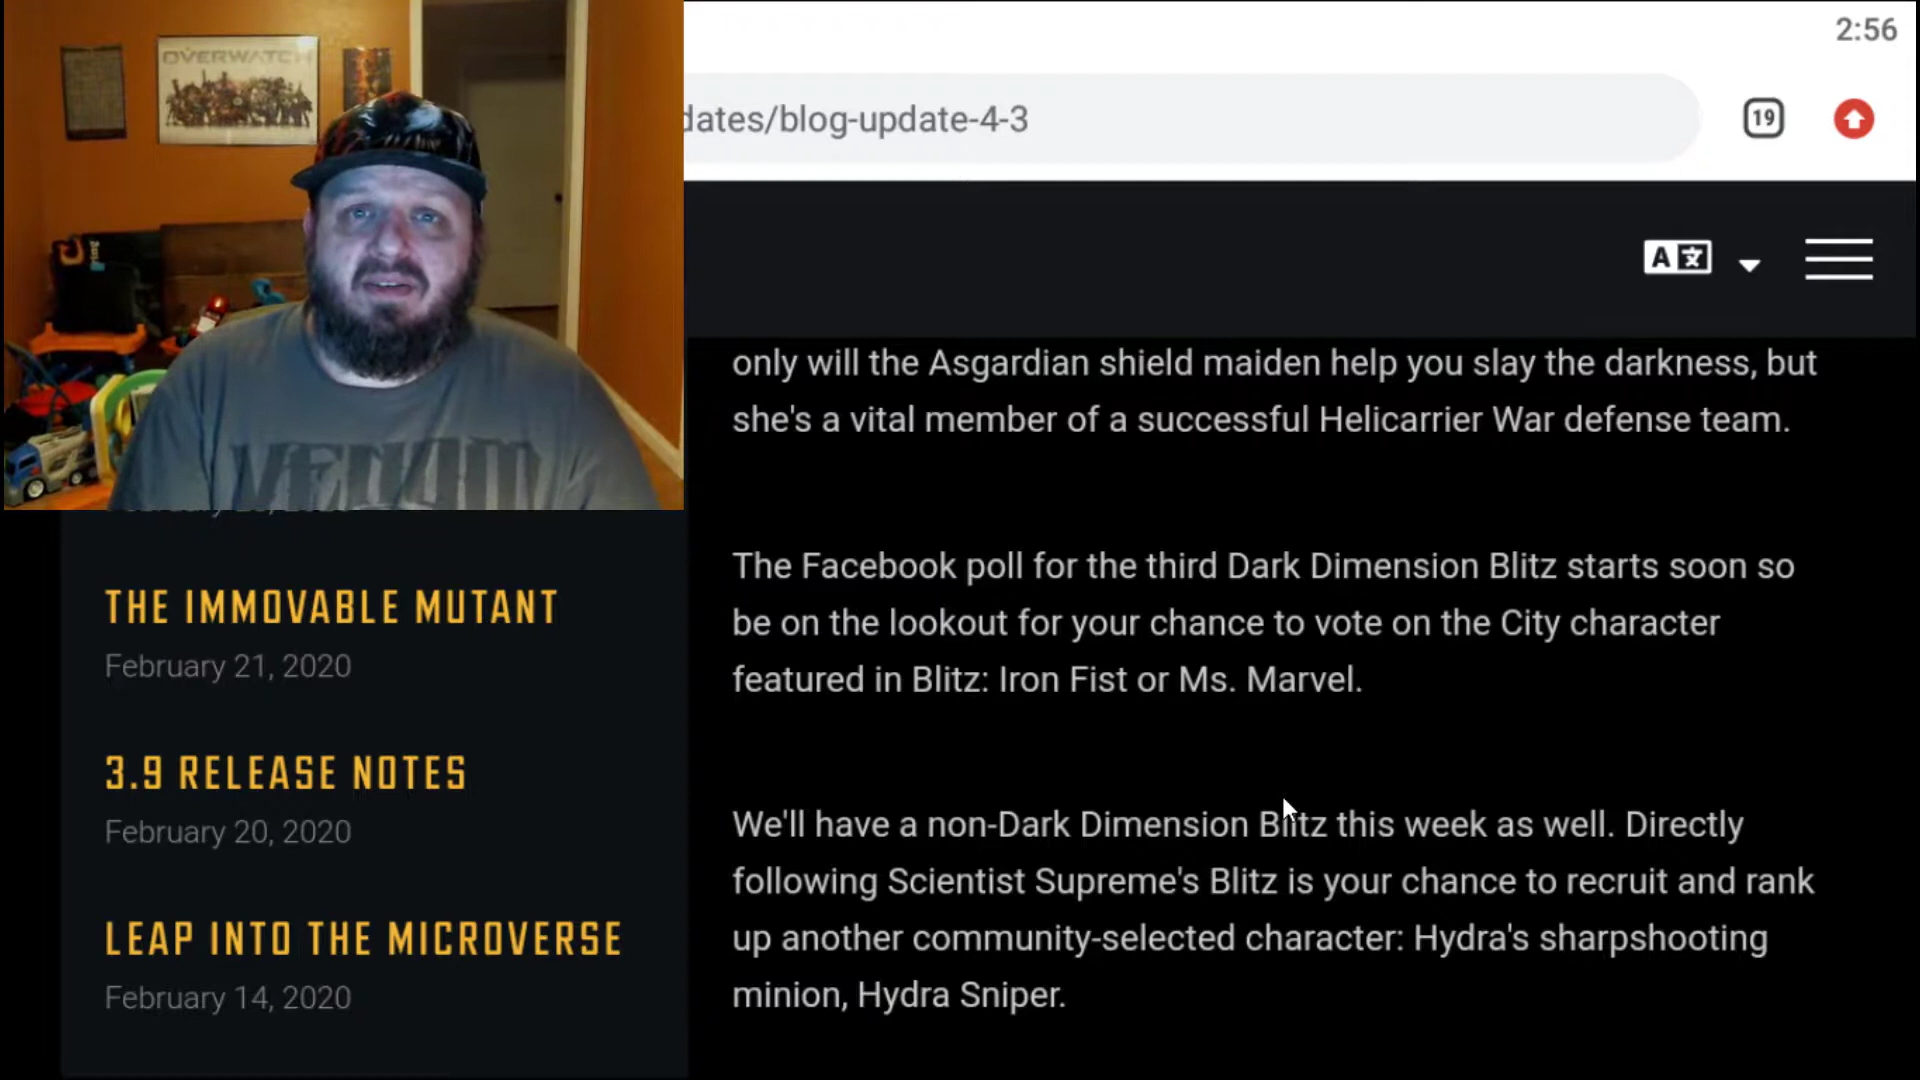 OVERWATCH
VENOM
2:56
dates/blog-update-4-3
19
A 文
only will the Asgardian shield maiden help you slay the darkness, but
she's a vital member of a successful Helicarrier War defense team.
The Facebook poll for the third Dark Dimension Blitz starts soon so
be on the lookout for your chance to vote on the City character
featured in Blitz: Iron Fist or Ms. Marvel.
We'll have a non-Dark Dimension Blitz this week as well. Directly
following Scientist Supreme's Blitz is your chance to recruit and rank
up another community-selected character: Hydra's sharpshooting
minion, Hydra Sniper.
THE IMMOVABLE MUTANT
February 21, 2020
3.9 RELEASE NOTES
February 20, 2020
LEAP INTO THE MICROVERSE
February 14, 2020